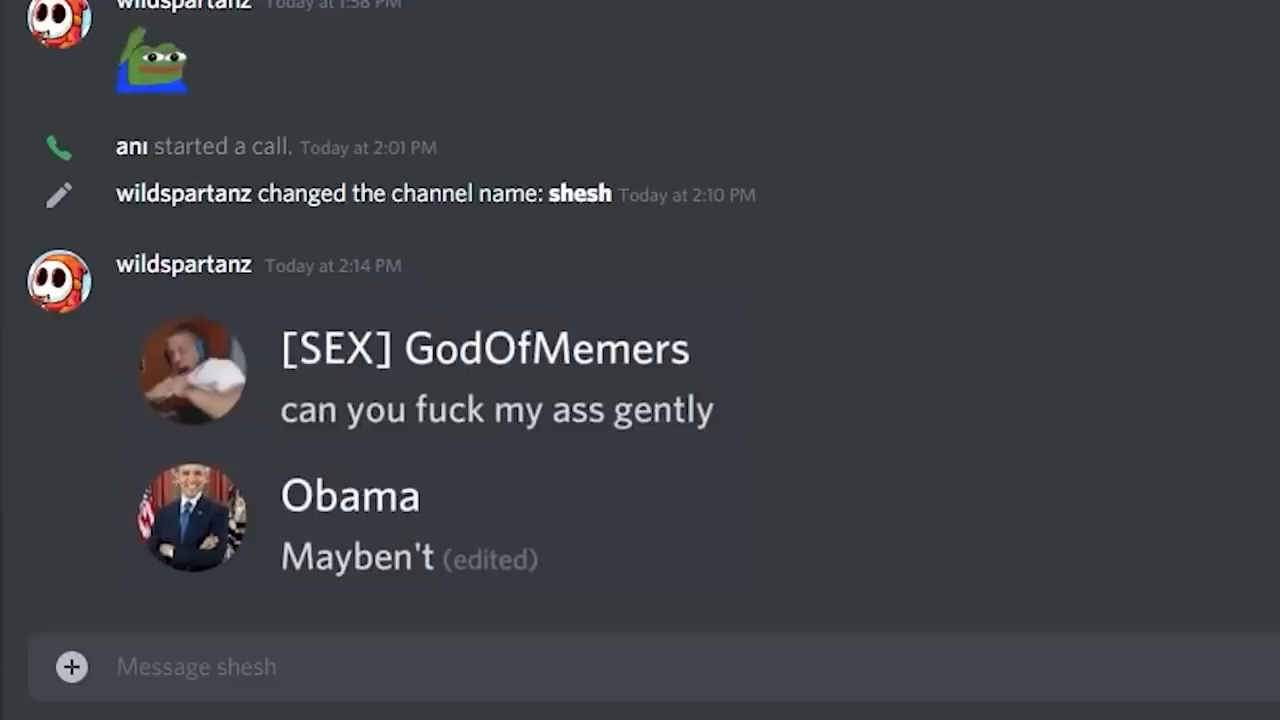 wildspartanz Today at 1:58 PM
anı started a call. Today at 2:01 PM
wildspartanz changed the channel name: shesh Today at 2:10 PM
wildspartanz Today at 2:14 PM
[SEX] GodOfMemers
can you fuck my ass gently
Obama
Mayben't (edited)
Message shesh